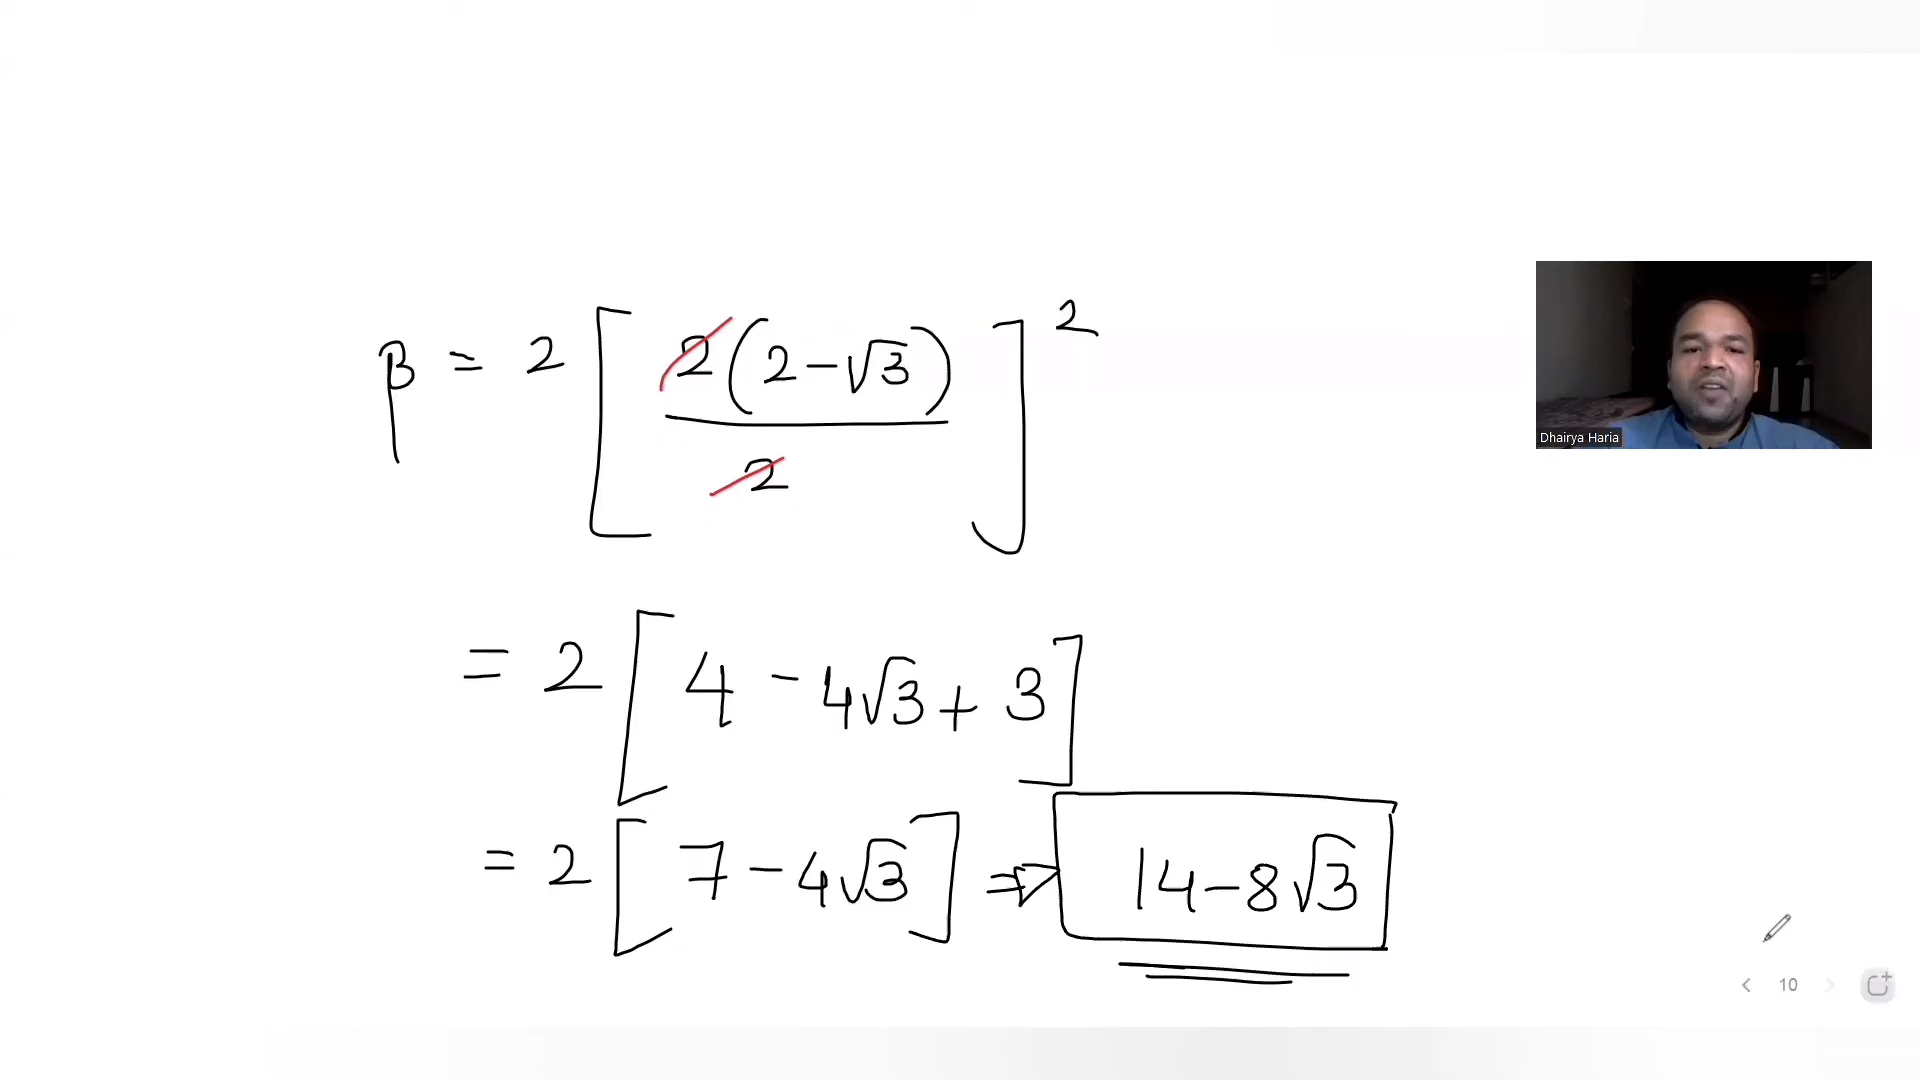 β = 2 [ 2(2-√3) / 2 ]²
= 2 [ 4 - 4√3 + 3 ]
= 2 [ 7 - 4√3 ] ⇒ 14-8√3
Dhairya Haria
10